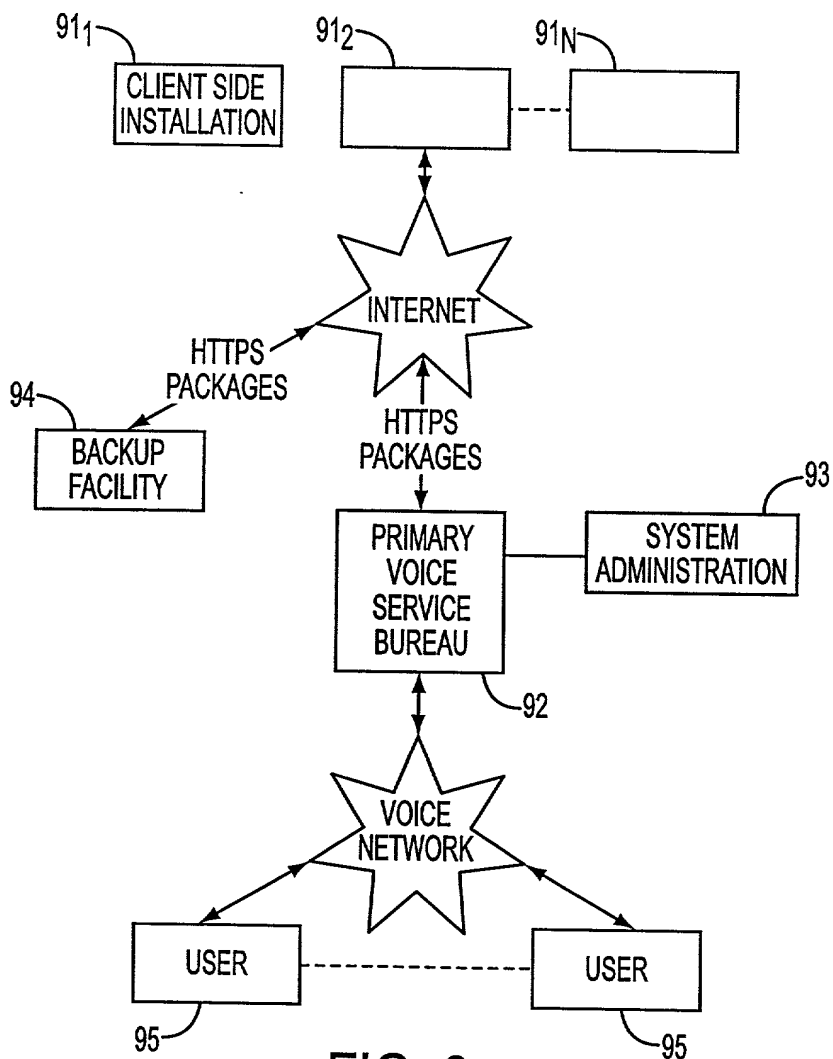 91₁
91₂
91N
CLIENT SIDE
INSTALLATION
INTERNET
HTTPS
PACKAGES
94
BACKUP
FACILITY
HTTPS
PACKAGES
93
PRIMARY
VOICE
SERVICE
BUREAU
SYSTEM
ADMINISTRATION
92
VOICE
NETWORK
USER
USER
95
95